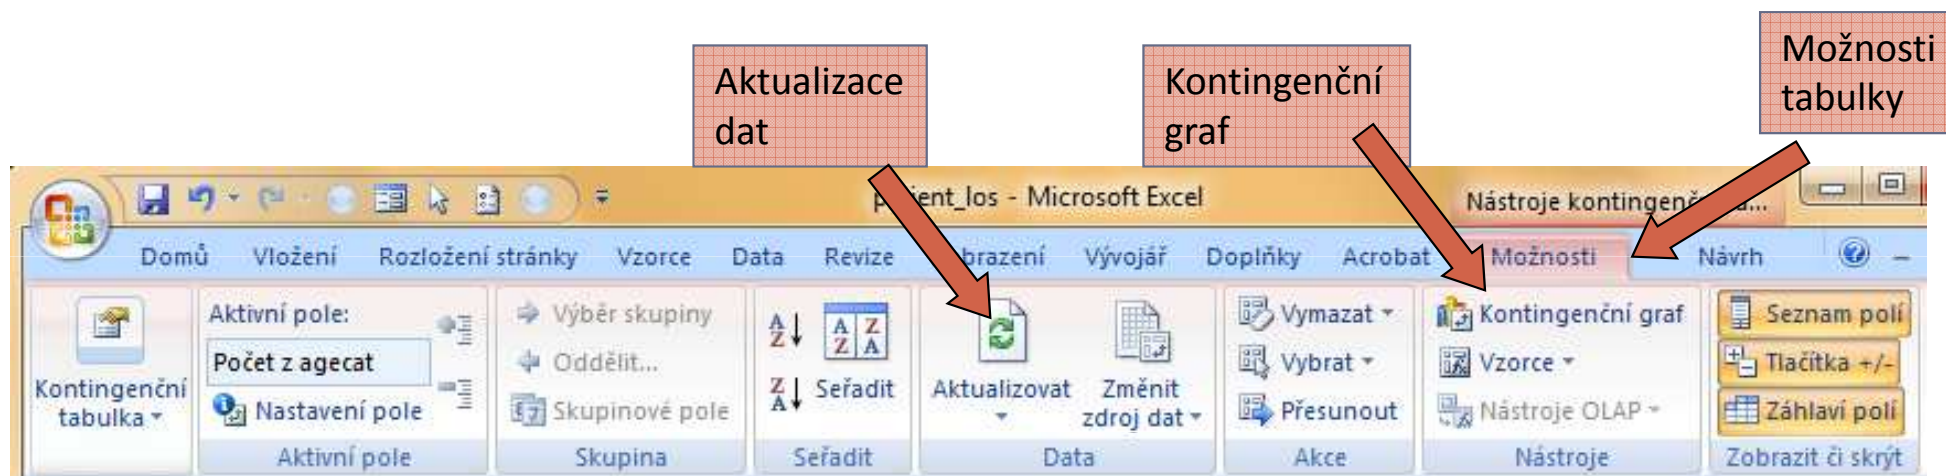 Aktualizace
dat
Kontingenční
graf
Možnosti
tabulky
ent_los - Microsoft Excel
Nástroje
Domů Vložení Rozložení stránky Vzorce Data Revize brazení Vývojář Doplňky Acrobat Možnosti Návrh
Kontingenční
tabulka
Aktivní pole:
Počet z agecat
Nastavení pole
Aktivní pole
Výběr skupiny
Oddělit...
Skupinové pole
Skupina
Seřadit
Seřadit
Aktualizovat
Změnit
zdroj dat
Data
Vymazat
Vybrat
Přesunout
Akce
Kontingenční graf
Vzorce
Nástroje OLAP
Nástroje
Seznam polí
Tlačítka +/-
Záhlaví polí
Zobrazit či skrýt